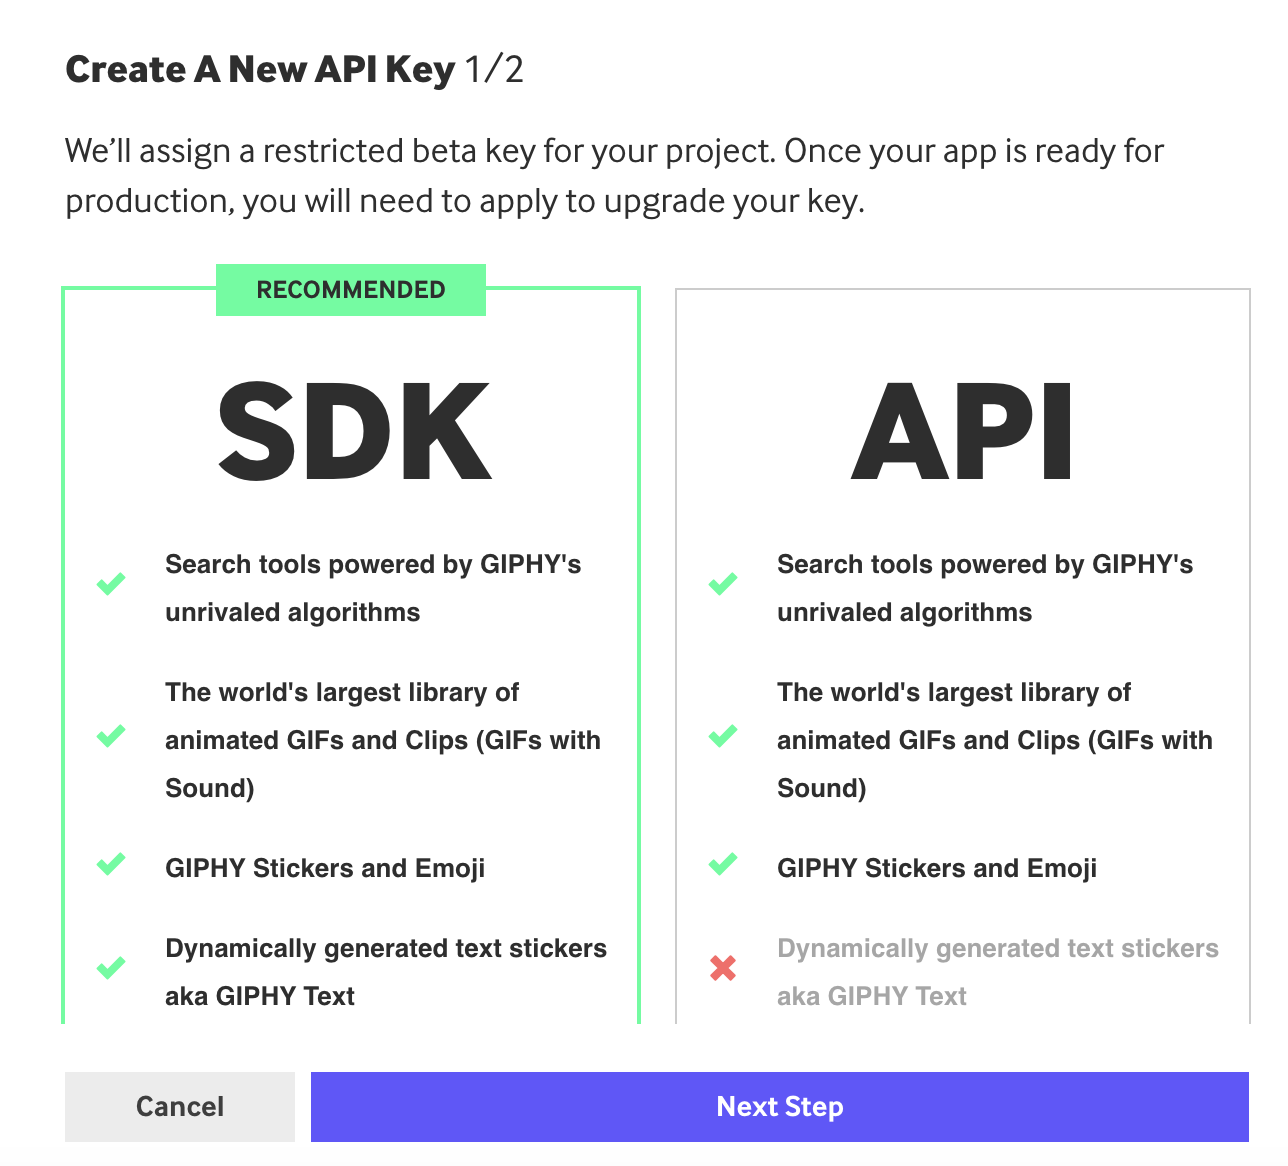 Create A New API Key 1/2
We’ll assign a restricted beta key for your project. Once your app is ready for
production, you will need to apply to upgrade your key.
RECOMMENDED
SDK
Search tools powered by GIPHY's
unrivaled algorithms
The world's largest library of
animated GIFs and Clips (GIFs with
Sound)
GIPHY Stickers and Emoji
Dynamically generated text stickers
aka GIPHY Text
API
Search tools powered by GIPHY's
unrivaled algorithms
The world's largest library of
animated GIFs and Clips (GIFs with
Sound)
GIPHY Stickers and Emoji
Dynamically generated text stickers
aka GIPHY Text
Cancel
Next Step